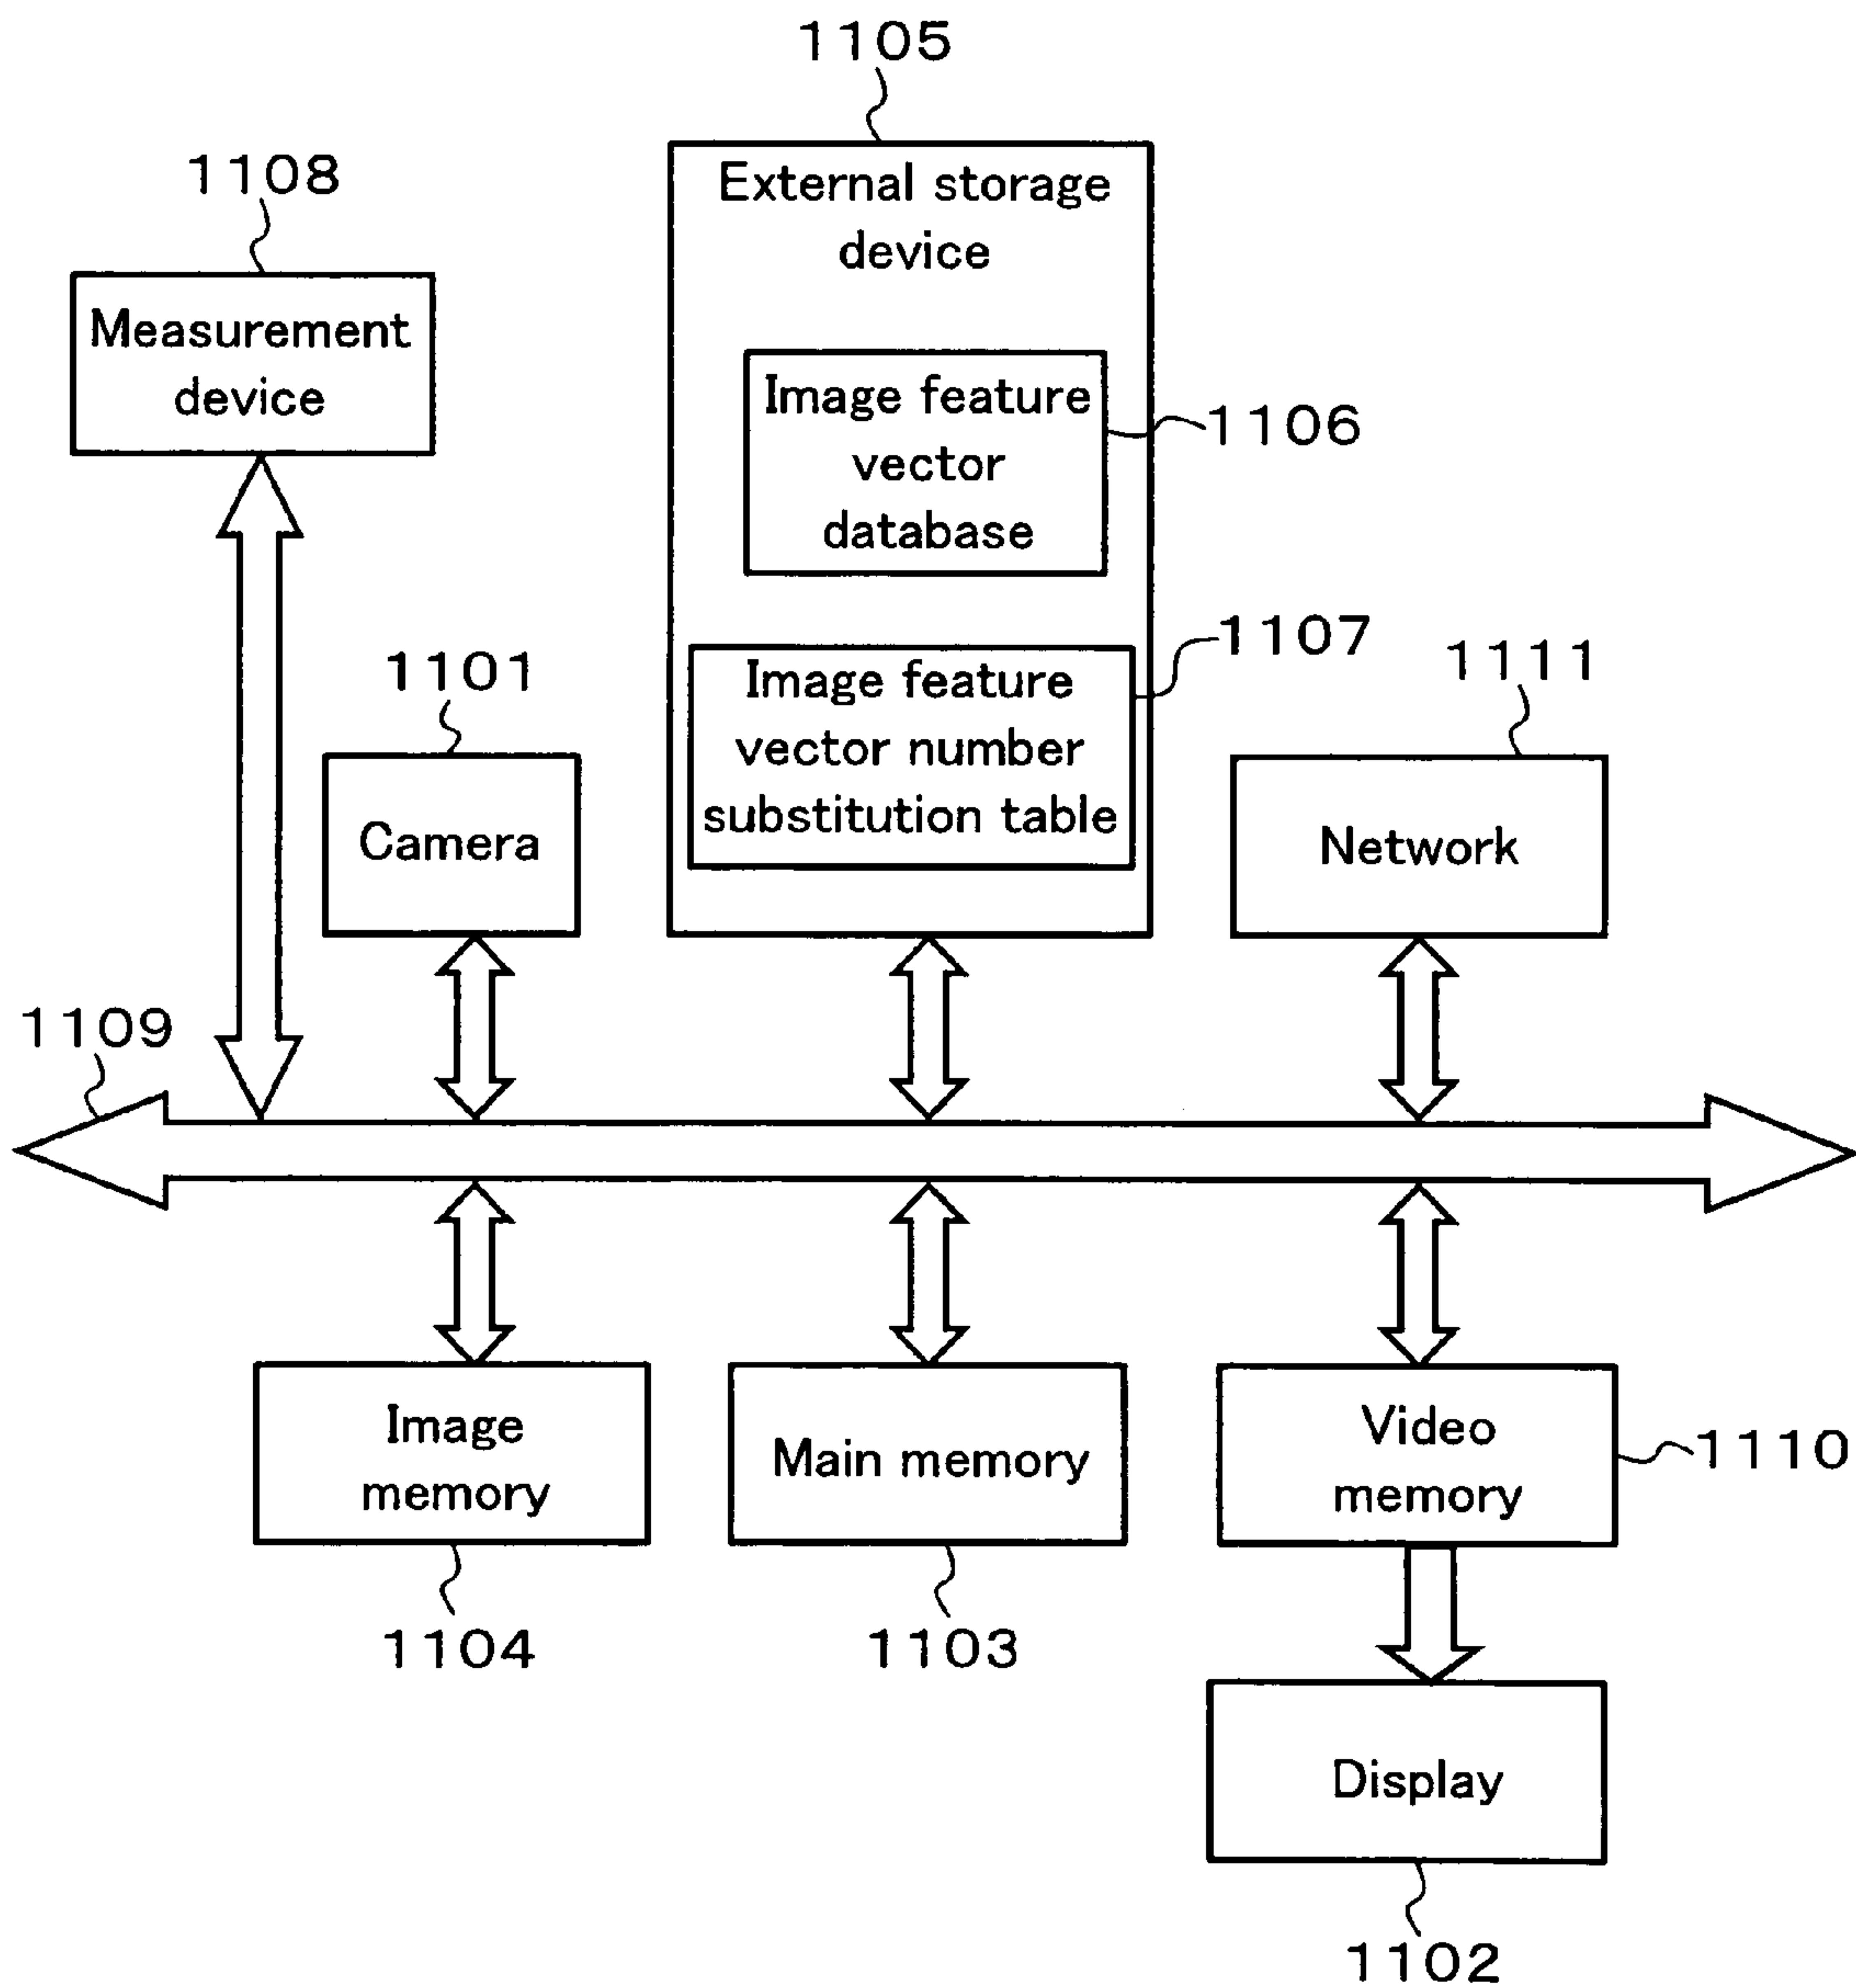 1105
External storage
device
1108
Measurement
device
Image feature
vector
database
1106
1107
Image feature
vector number
substitution table
1101
Camera
1111
Network
1109
Image
memory
1104
Main memory
1103
Video
memory
1110
Display
1102